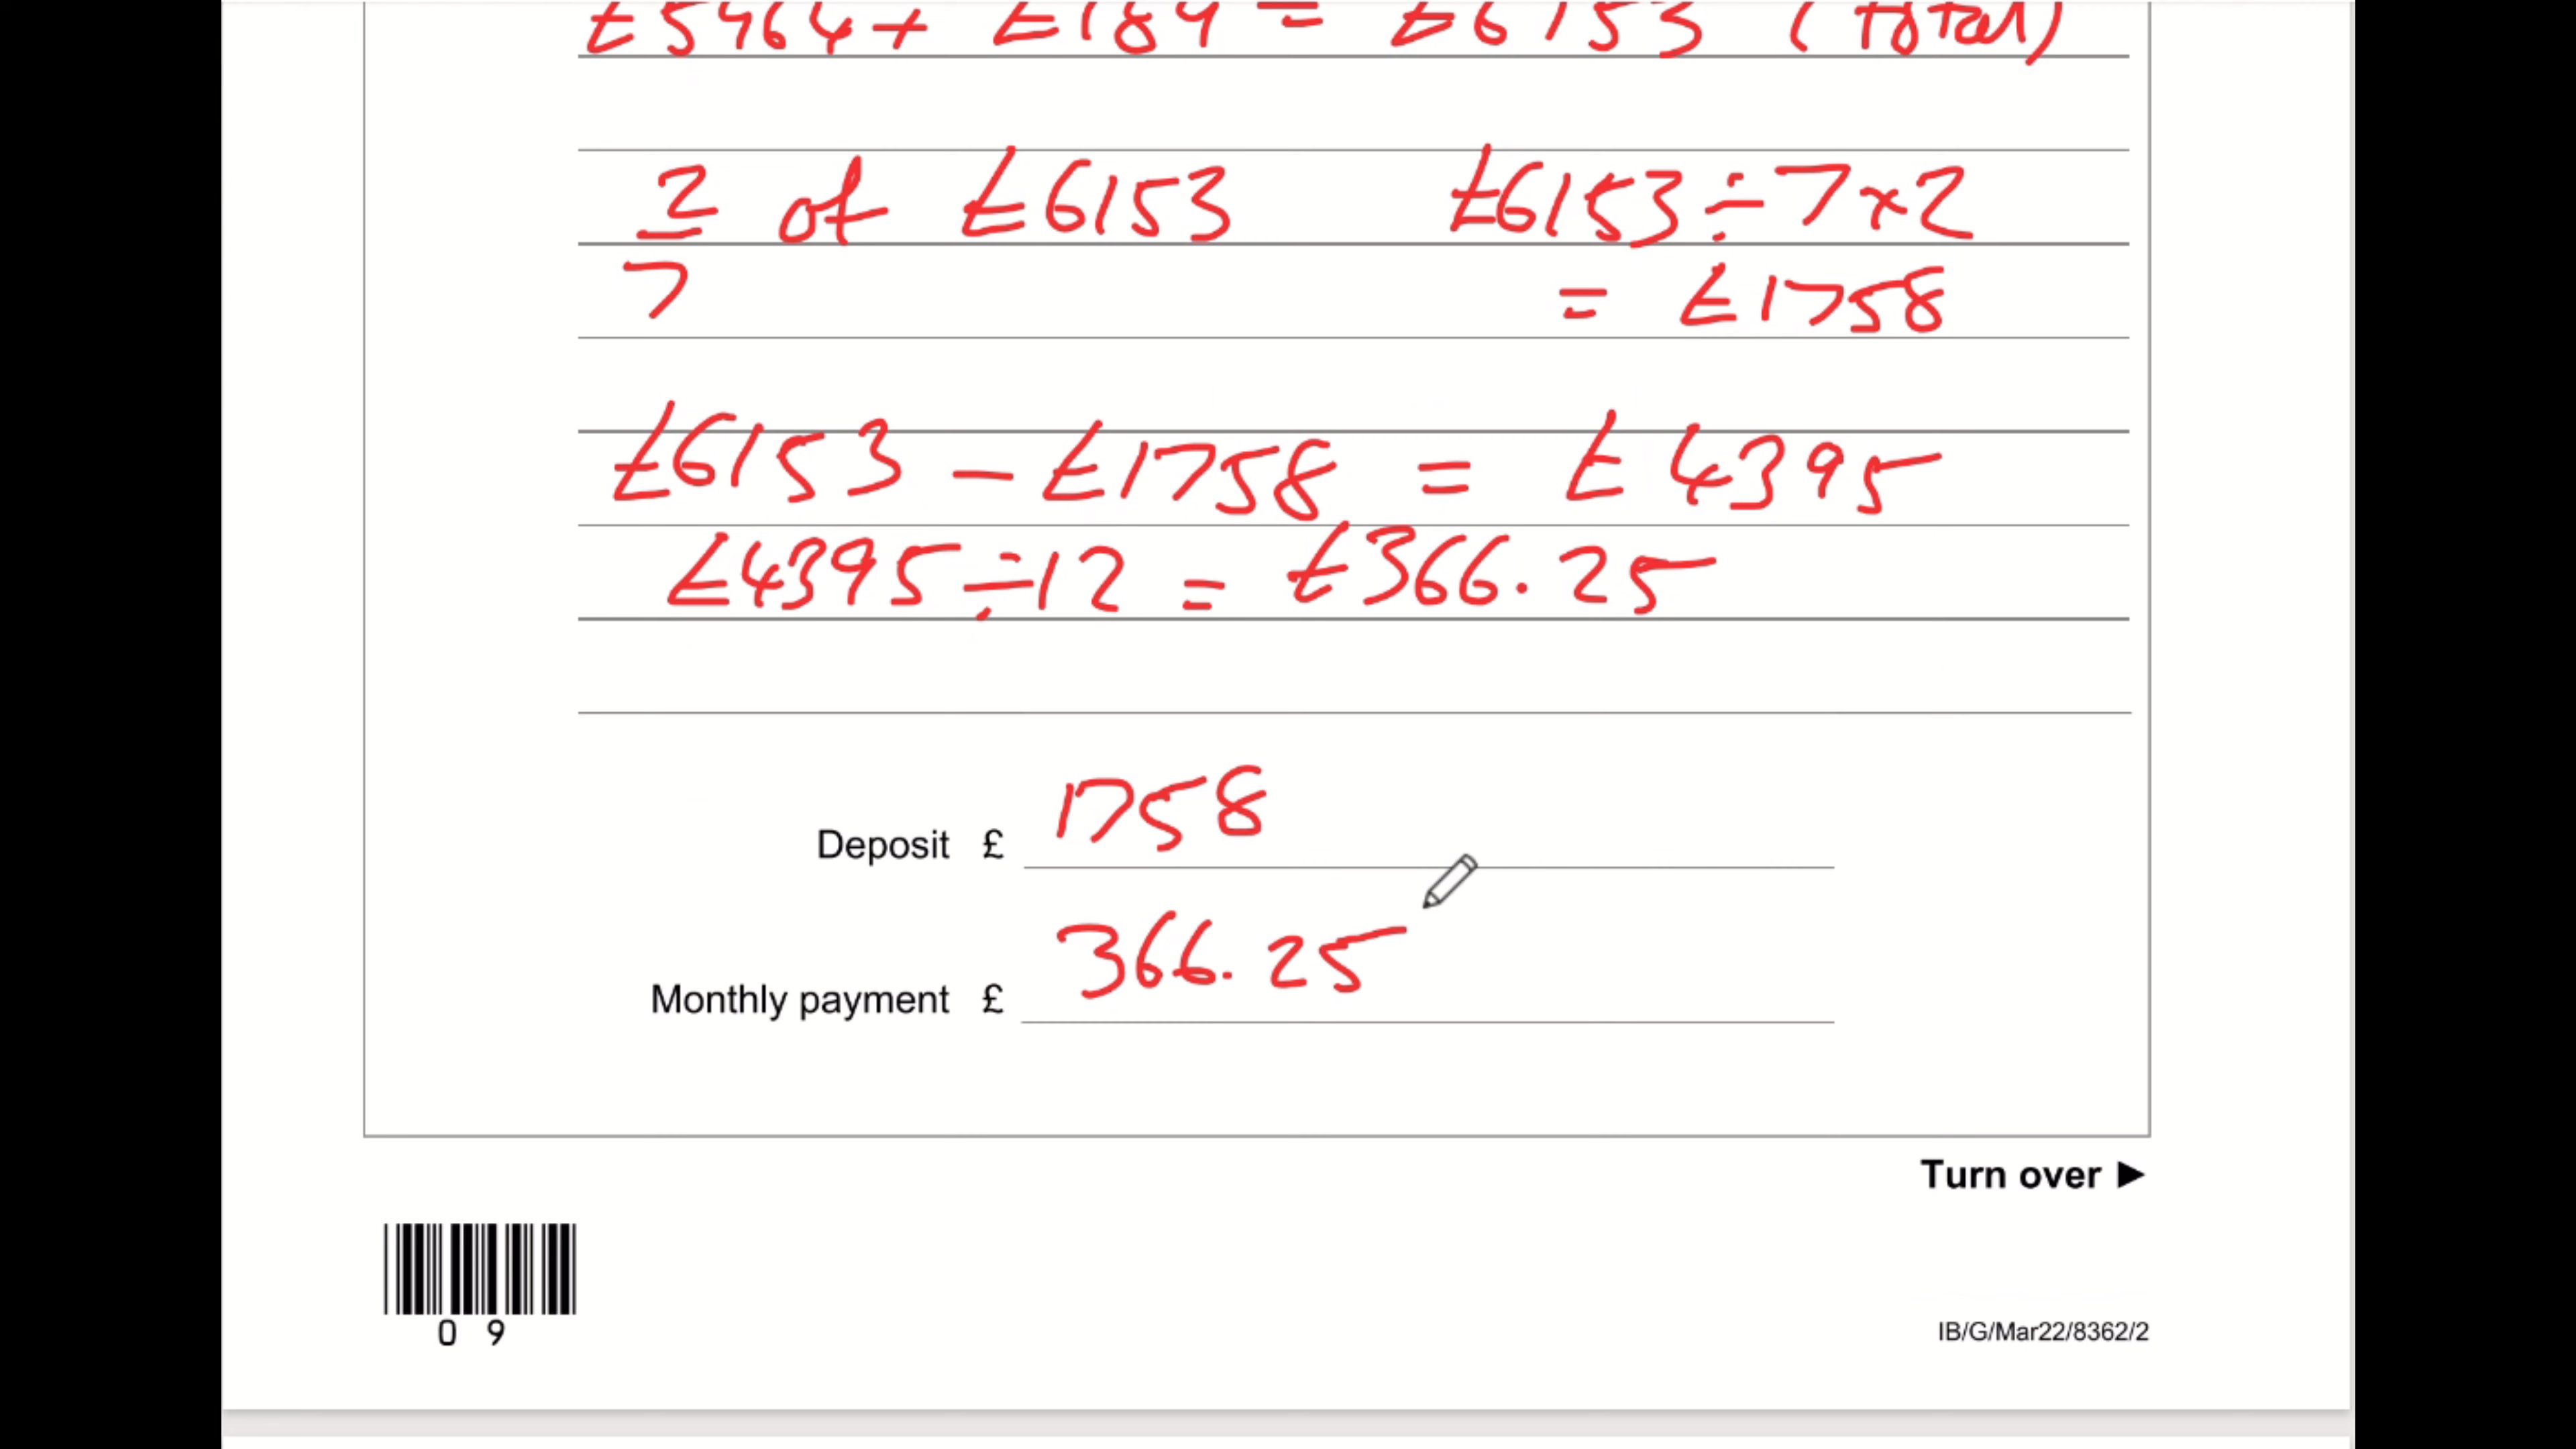 £5964+ £189 = £6153 (total)
2 of £6153 £6153÷7×2
7 = £1758
£6153 - £1758 = £4395
£4395÷12 = £366.25
Deposit £ 1758
Monthly payment £ 366.25
Turn over ►
0 9
IB/G/Mar22/8362/2